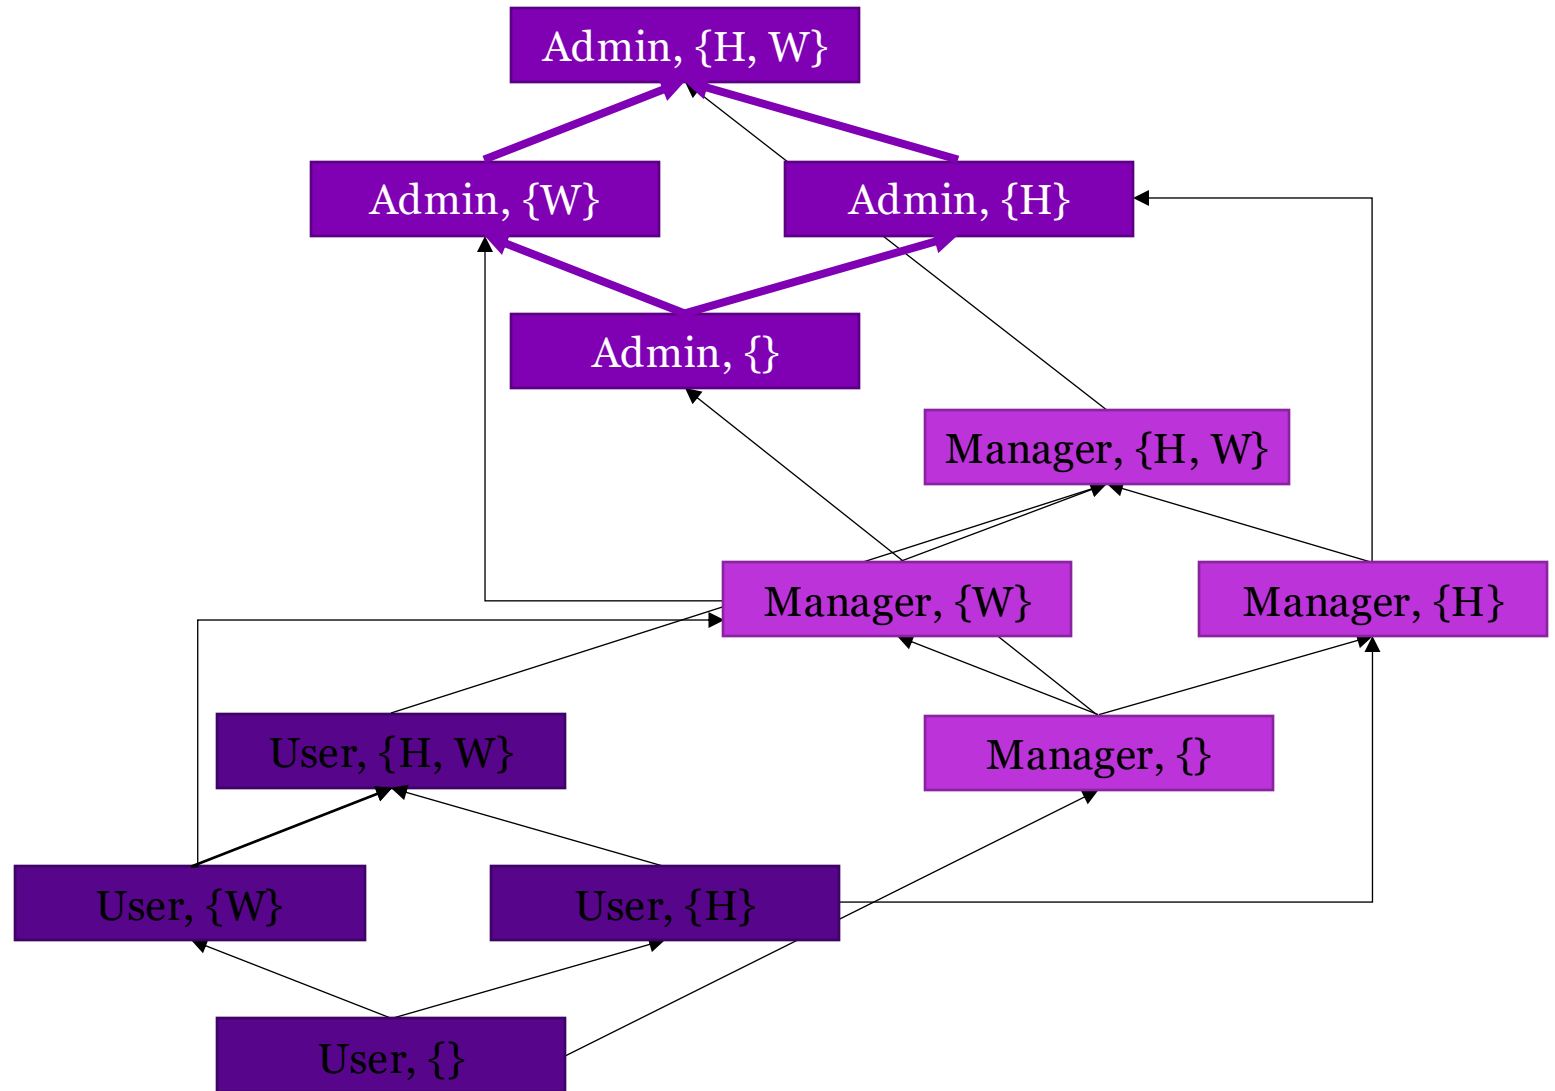 Admin, {H, W}
Admin, {W}
Admin, {H}
Admin, {}
Manager, {H, W}
Manager, {W}
Manager, {H}
User, {H, W}
Manager, {}
User, {W}
User, {H}
User, {}